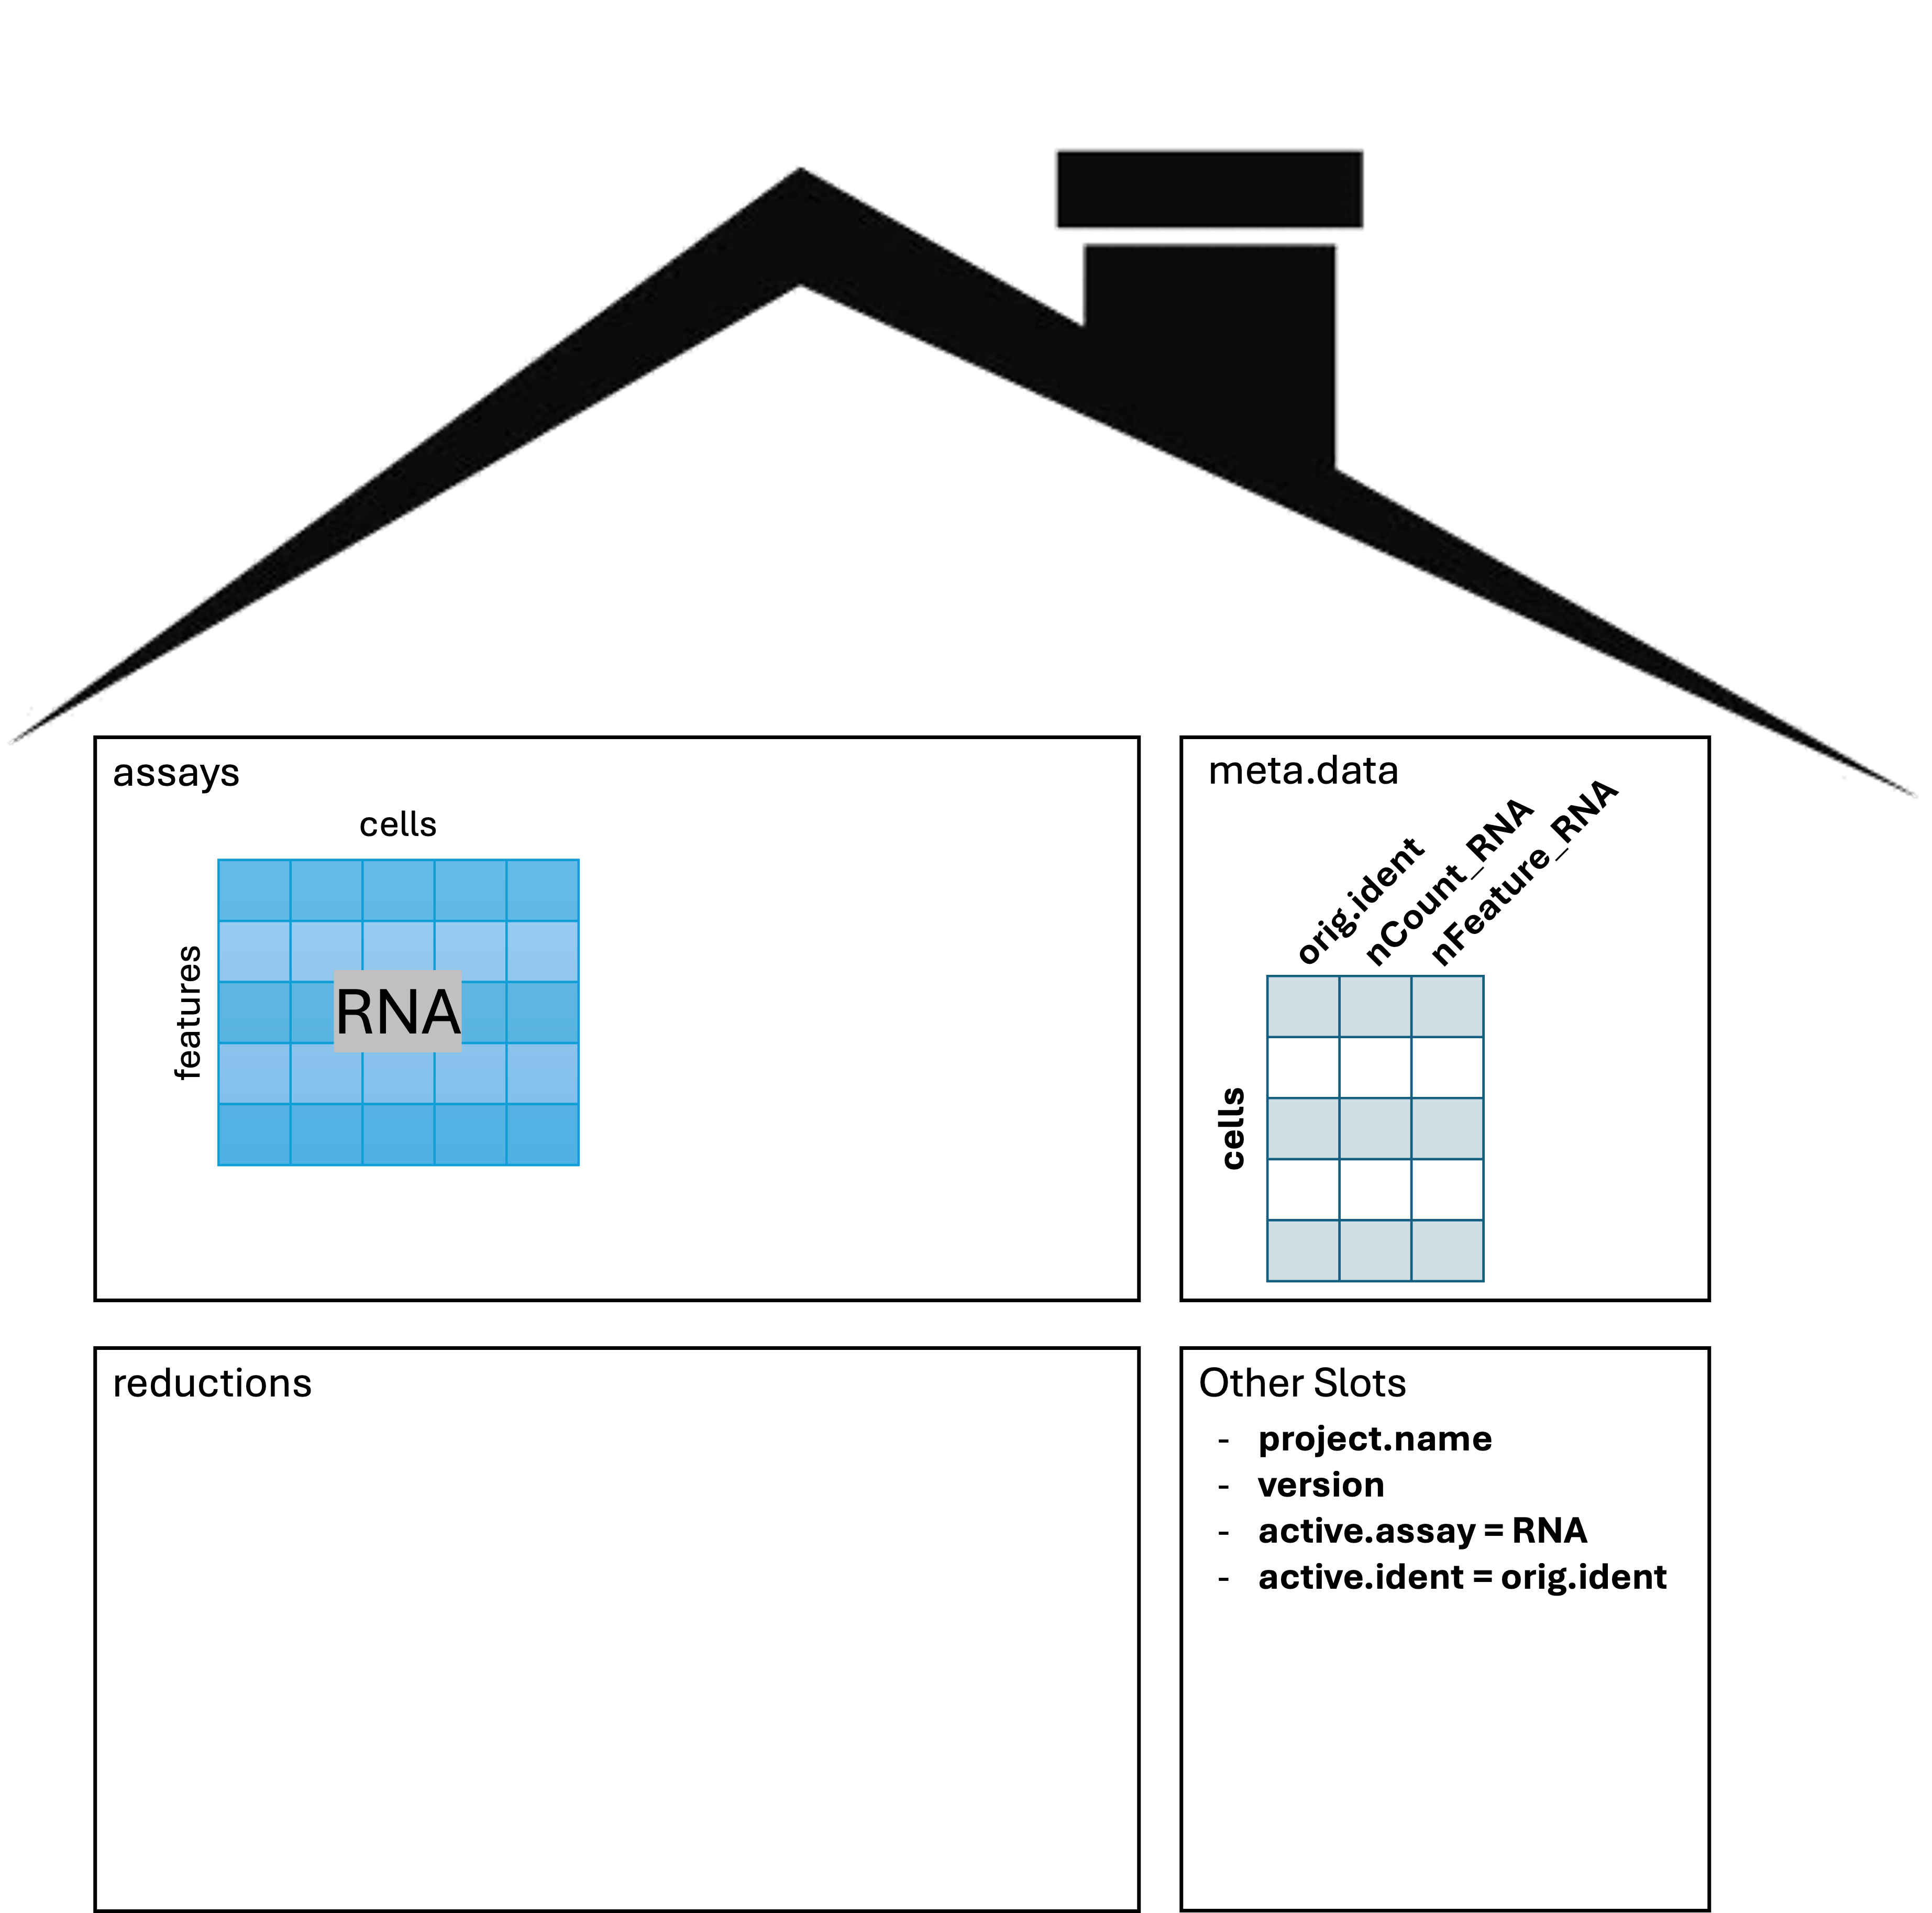 assays
cells
features
RNA
meta.data
orig.ident
nCount_RNA
nFeature_RNA
cells
reductions
Other Slots
- project.name
- version
- active.assay = RNA
- active.ident = orig.ident